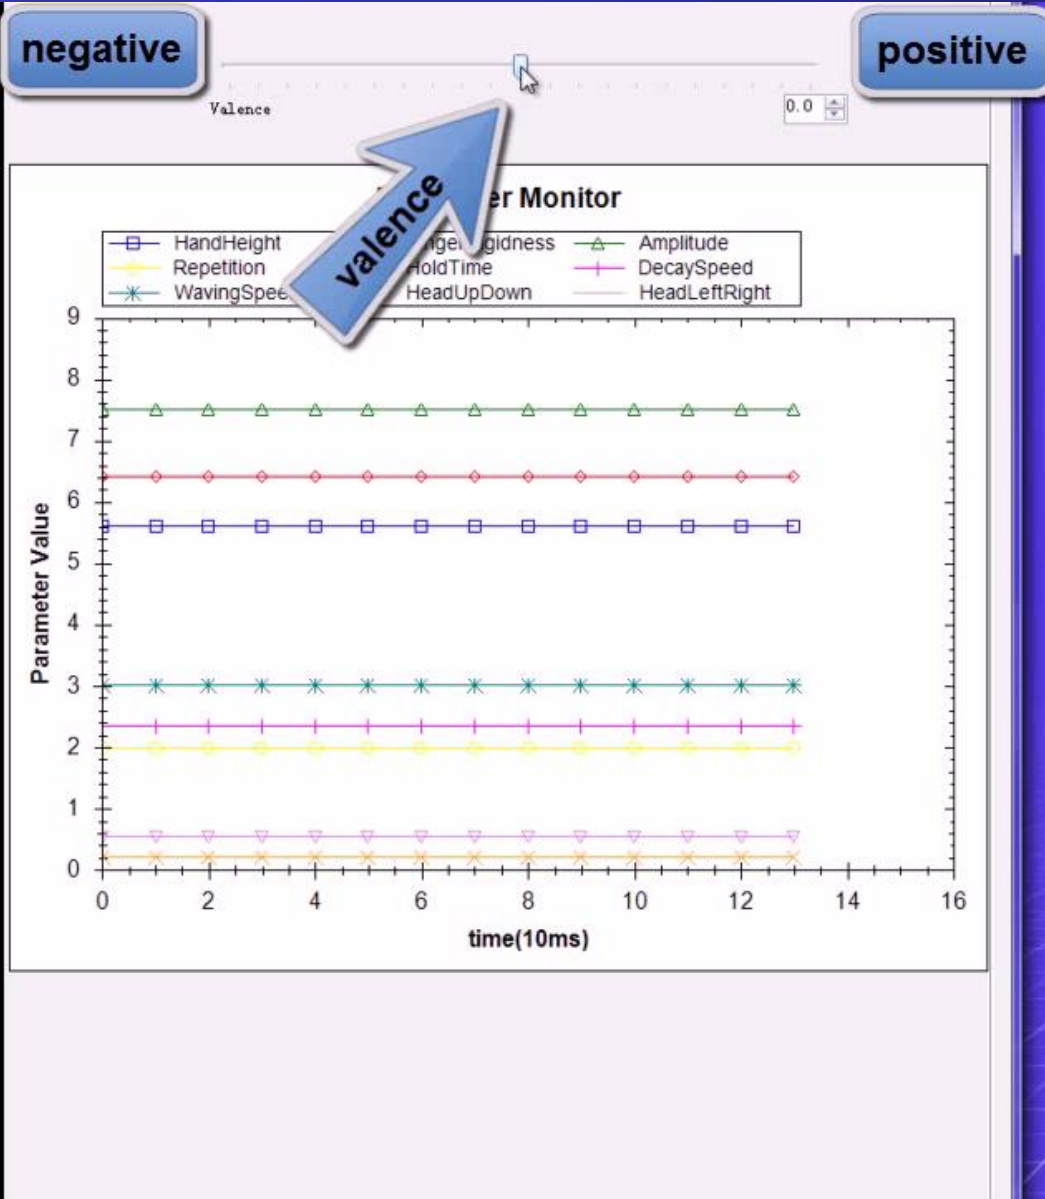 negative
positive
Valence
0.0
valence
er Monitor
HandHeight
Amplitude
Repetition
HoldTime
DecaySpeed
WavingSpee
HeadUpDown
HeadLeftRight
9
8
7
6
5
4
3
2
1
0
Parameter Value
0 2 4 6 8 10 12 14 16
time(10ms)